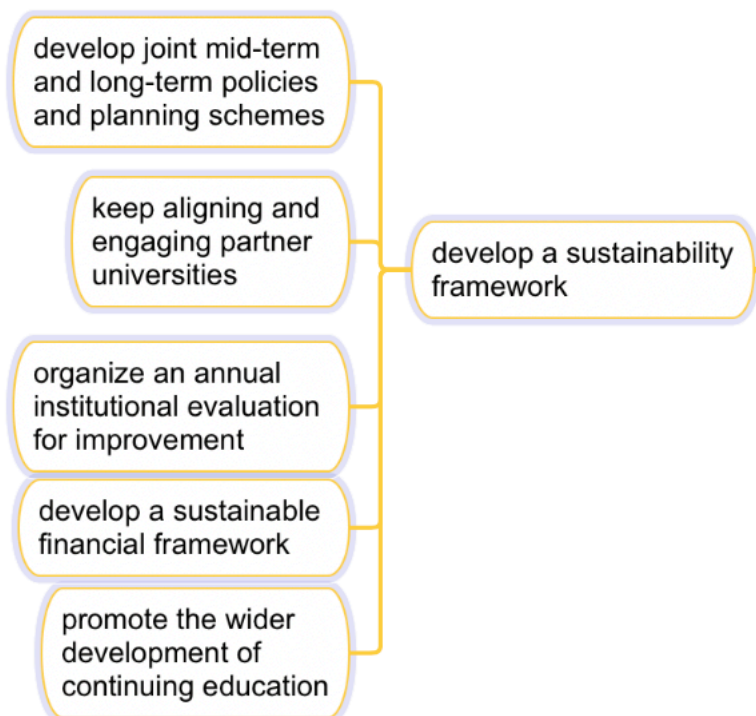 develop joint mid-term
and long-term policies
and planning schemes
keep aligning and
engaging partner
universities
develop a sustainability
framework
organize an annual
institutional evaluation
for improvement
develop a sustainable
financial framework
promote the wider
development of
continuing education